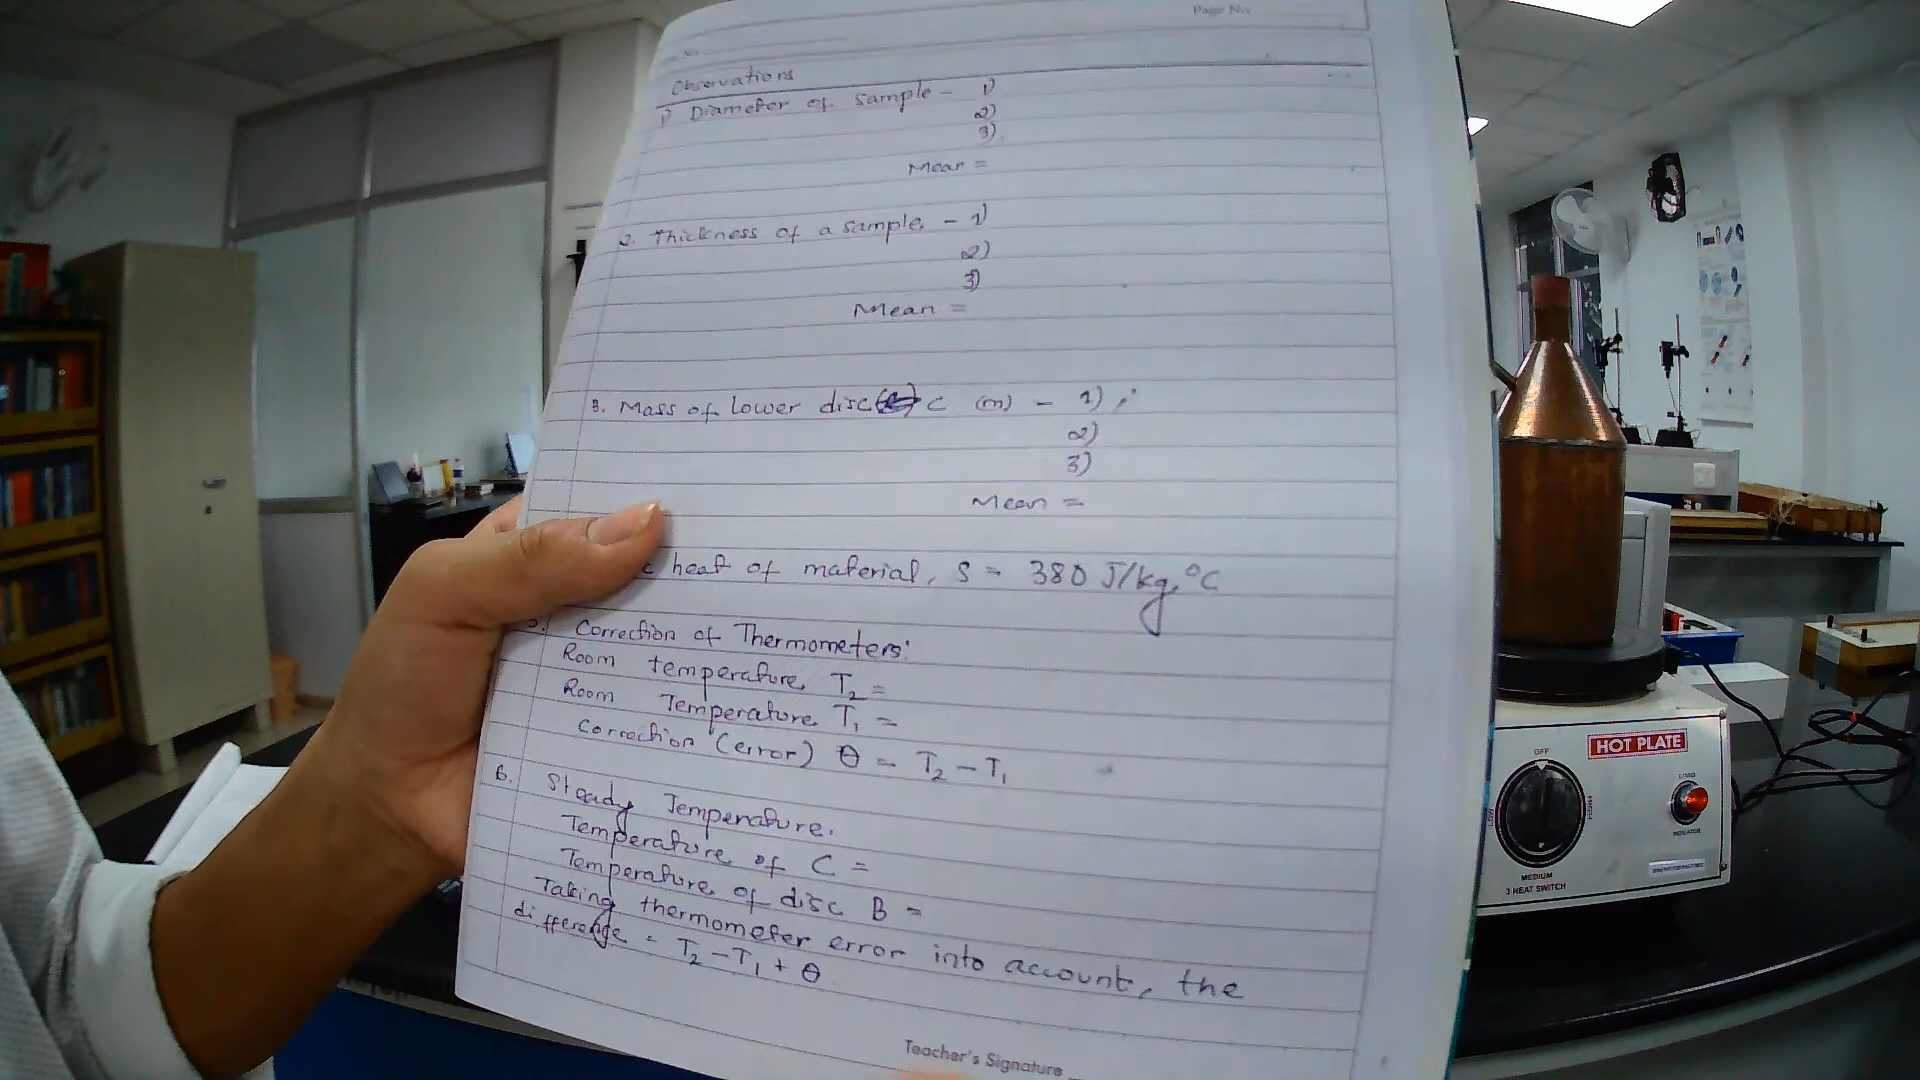 Page No.
Observations
1) Diameter of sample - 1)
2)
3)
Mean =
2. Thickness of a sample - 1)
2)
3)
Mean =
3. Mass of lower disc C (m) - 1)
2)
3)
Mean =
c heat of material, S = 380 J/kg °C
5. Correction of Thermometers:
Room temperature T₂ =
Room Temperature T₁ =
Correction (error) θ = T₂ - T₁
6. Steady Temperature.
Temperature of C =
Temperature of disc B =
Taking thermometer error into account, the
difference = T₂ - T₁ + θ
Teacher's Signature
HOT PLATE
OFF
LOW
HIGH
MEDIUM
3 HEAT SWITCH
INDICATOR